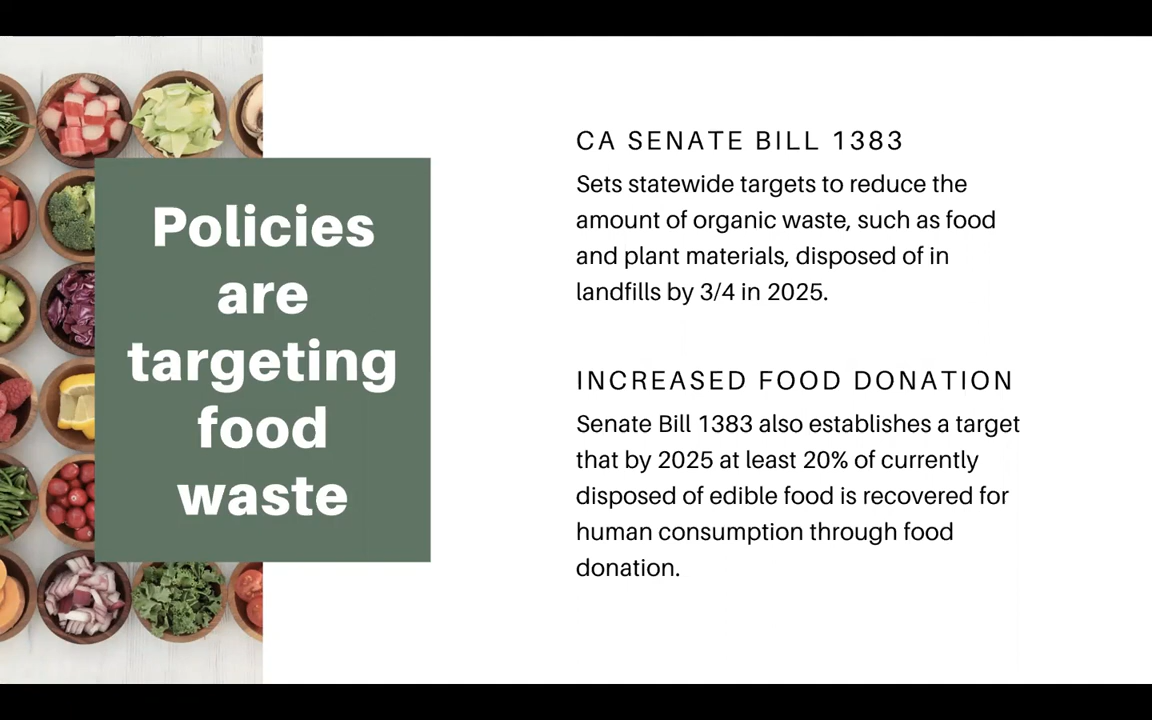 Policies
are
targeting
food
waste
CA SENATE BILL 1383
Sets statewide targets to reduce the
amount of organic waste, such as food
and plant materials, disposed of in
landfills by 3/4 in 2025.
INCREASED FOOD DONATION
Senate Bill 1383 also establishes a target
that by 2025 at least 20% of currently
disposed of edible food is recovered for
human consumption through food
donation.